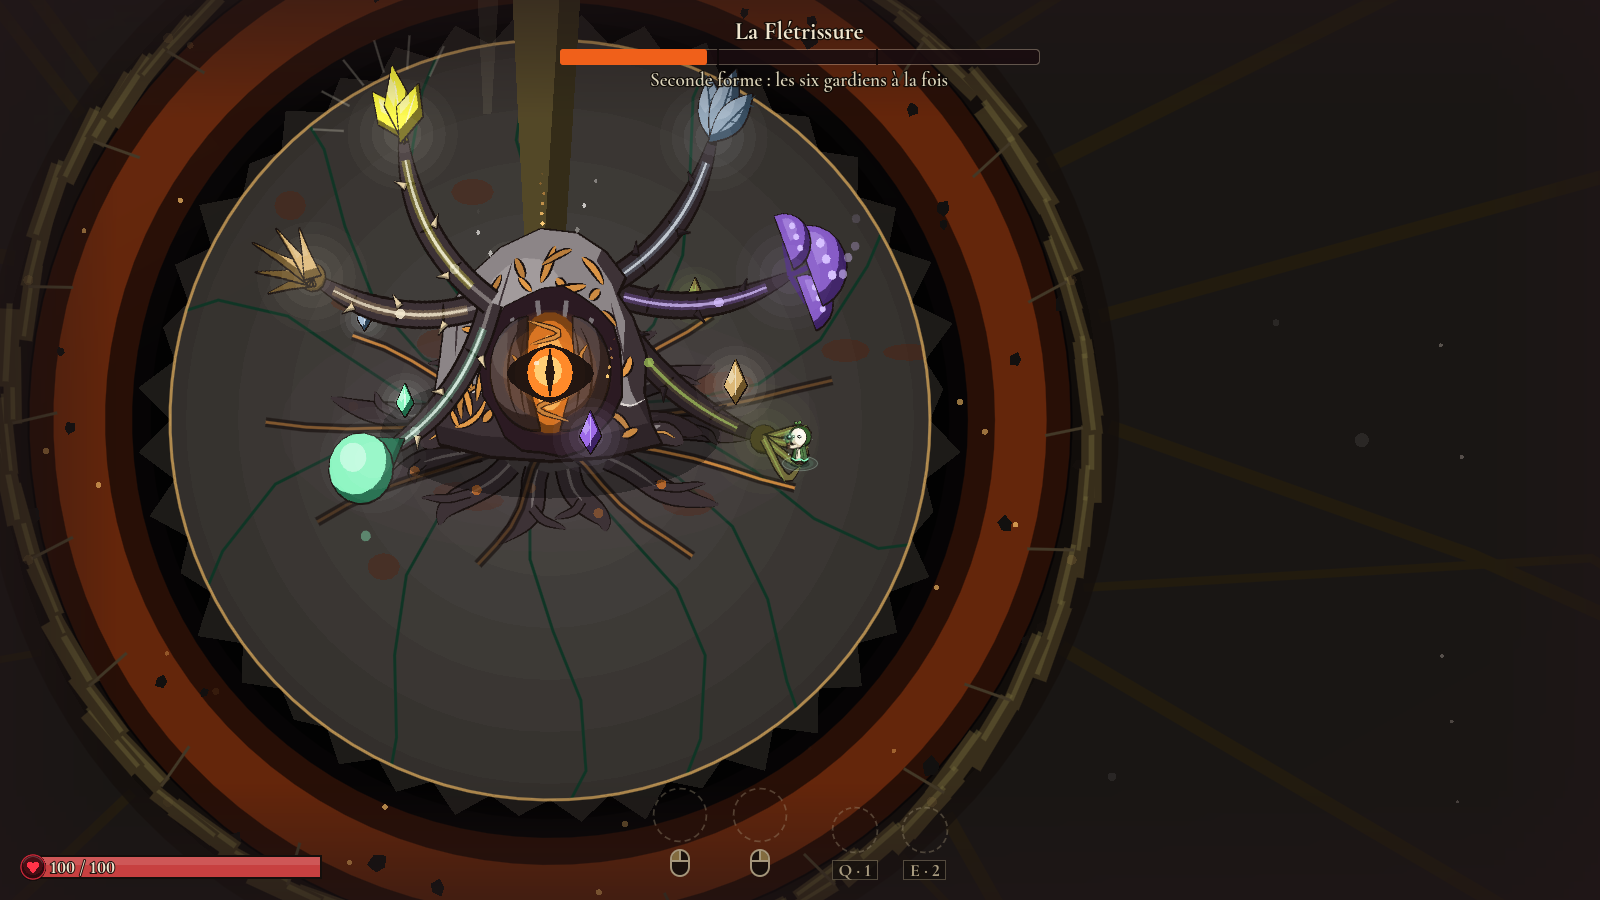 La Flétrissure
Seconde forme : les six gardiens à la fois
100 / 100
Q · 1
E · 2